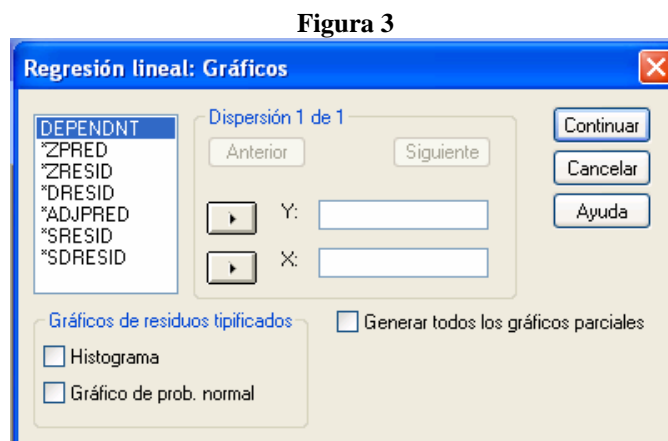 Figura 3
Regresión lineal: Gráficos
DEPENDNT
*ZPRED
*ZRESID
*DRESID
*ADJPRED
*SRESID
*SDRESID
Dispersión 1 de 1
Anterior
Siguiente
Y:
X:
Continuar
Cancelar
Ayuda
Gráficos de residuos tipificados
Histograma
Gráfico de prob. normal
Generar todos los gráficos parciales